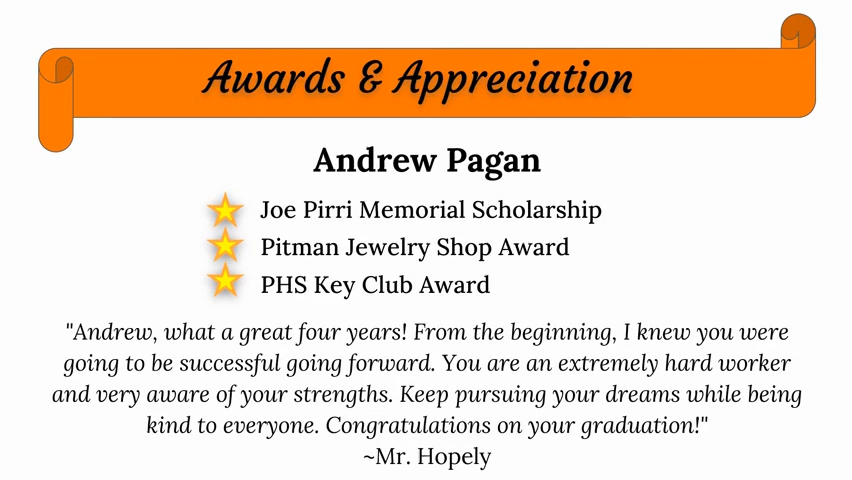 Awards & Appreciation
Andrew Pagan
Joe Pirri Memorial Scholarship
Pitman Jewelry Shop Award
PHS Key Club Award
"Andrew, what a great four years! From the beginning, I knew you were
going to be successful going forward. You are an extremely hard worker
and very aware of your strengths. Keep pursuing your dreams while being
kind to everyone. Congratulations on your graduation!"
~Mr. Hopely